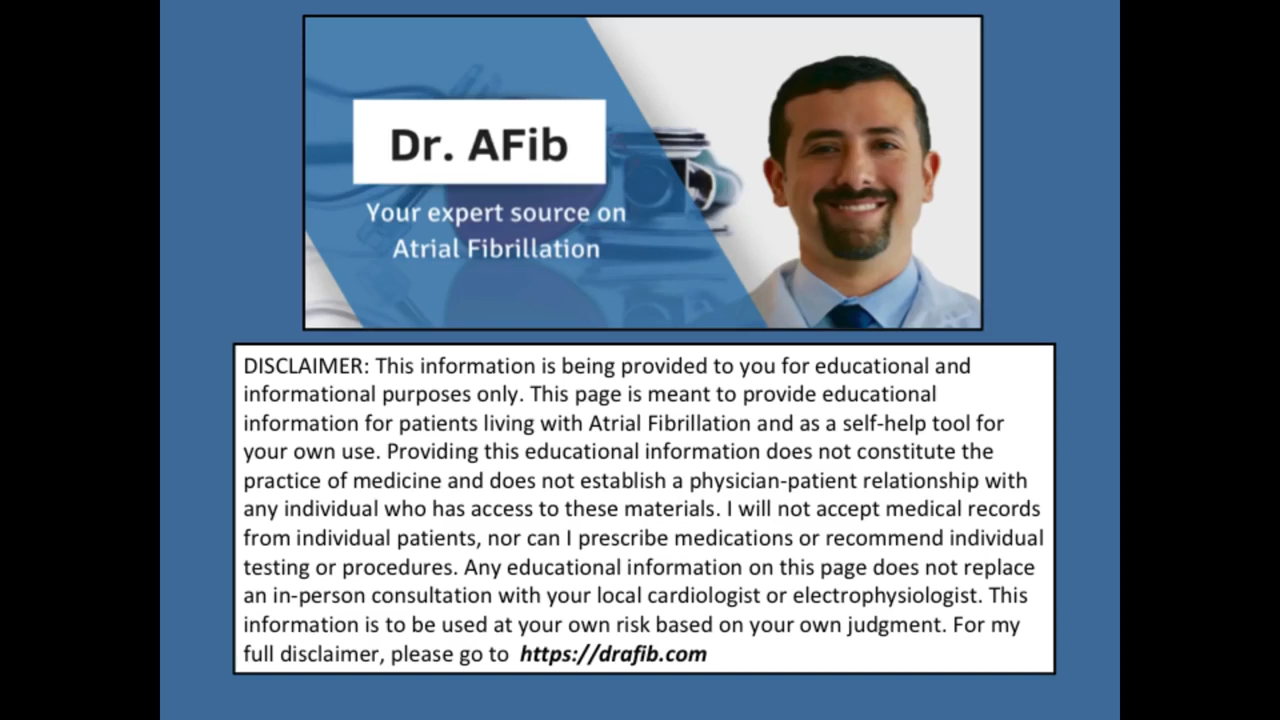 Dr. AFib
Your expert source on
Atrial Fibrillation
DISCLAIMER: This information is being provided to you for educational and
informational purposes only. This page is meant to provide educational
information for patients living with Atrial Fibrillation and as a self-help tool for
your own use. Providing this educational information does not constitute the
practice of medicine and does not establish a physician-patient relationship with
any individual who has access to these materials. I will not accept medical records
from individual patients, nor can I prescribe medications or recommend individual
testing or procedures. Any educational information on this page does not replace
an in-person consultation with your local cardiologist or electrophysiologist. This
information is to be used at your own risk based on your own judgment. For my
full disclaimer, please go to https://drafib.com